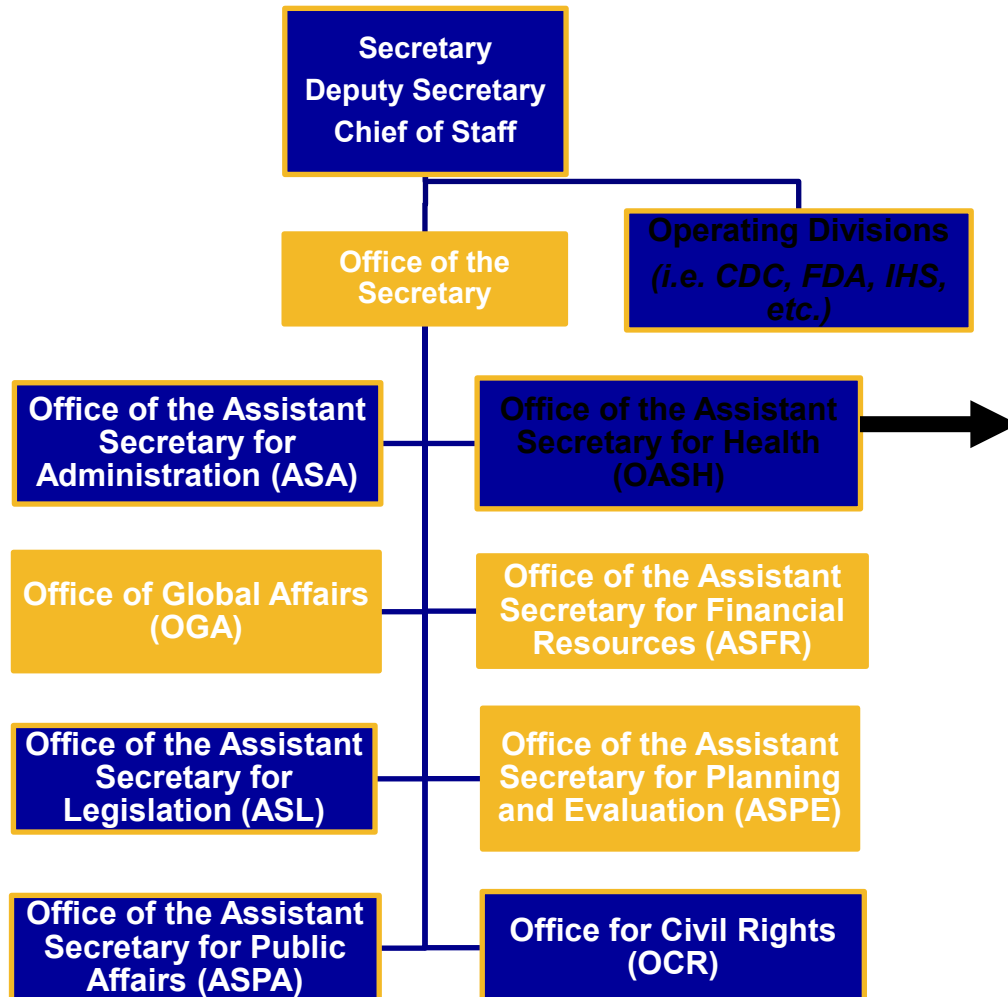 Secretary
Deputy Secretary
Chief of Staff
Office of the
Secretary
Operating Divisions
(i.e. CDC, FDA, IHS,
etc.)
Office of the Assistant
Secretary for
Administration (ASA)
Office of the Assistant
Secretary for Health
(OASH)
Office of Global Affairs
(OGA)
Office of the Assistant
Secretary for Financial
Resources (ASFR)
Office of the Assistant
Secretary for
Legislation (ASL)
Office of the Assistant
Secretary for Planning
and Evaluation (ASPE)
Office of the Assistant
Secretary for Public
Affairs (ASPA)
Office for Civil Rights
(OCR)